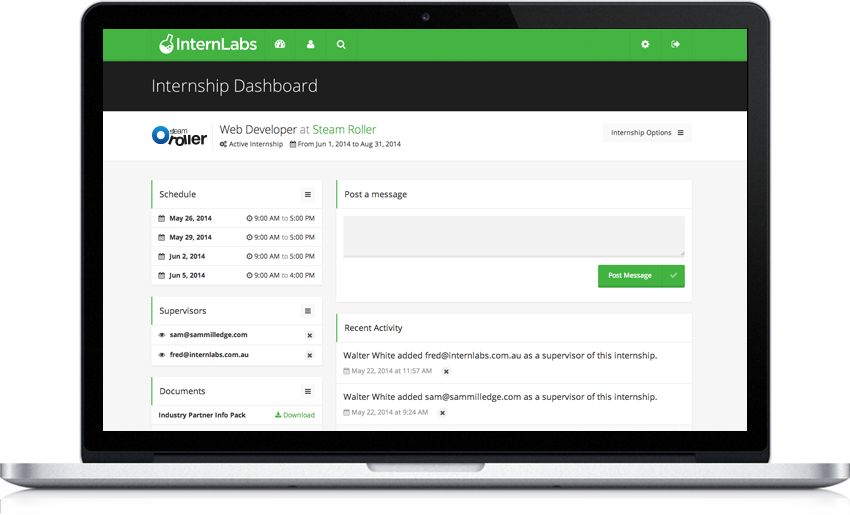 InternLabs
Internship Dashboard
steam
roller
Web Developer at Steam Roller
Active Internship From Jun 1, 2014 to Aug 31, 2014
Internship Options
Schedule
May 26, 2014 9:00 AM to 5:00 PM
May 29, 2014 9:00 AM to 5:00 PM
Jun 2, 2014 9:00 AM to 5:00 PM
Jun 5, 2014 9:00 AM to 4:00 PM
Supervisors
sam@sammilledge.com
fred@internlabs.com.au
Documents
Industry Partner Info Pack Download
Post a message
Post Message
Recent Activity
Walter White added fred@internlabs.com.au as a supervisor of this internship.
May 22, 2014 at 11:57 AM
Walter White added sam@sammilledge.com as a supervisor of this internship.
May 22, 2014 at 9:24 AM